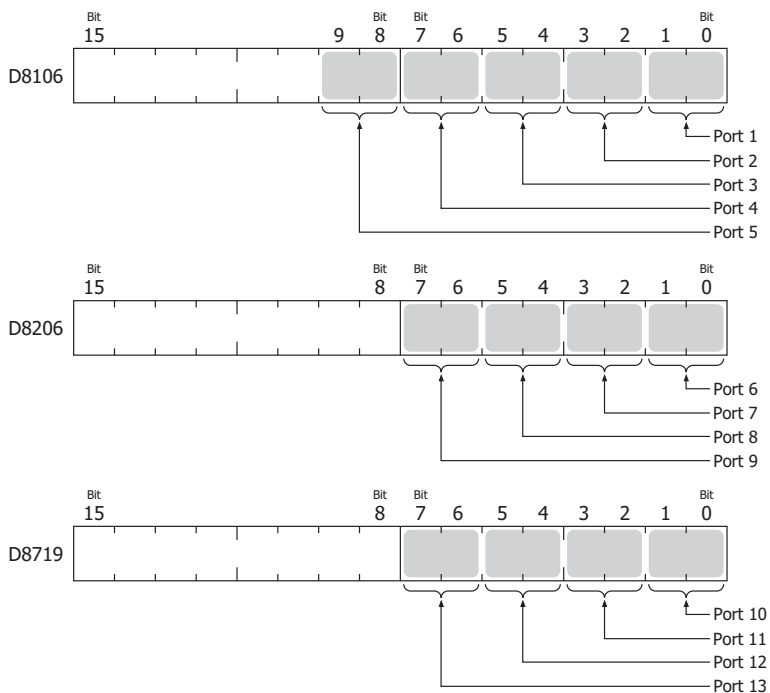 Bit Bit Bit Bit
15 9 8 7 6 5 4 3 2 1 0
D8106
Port 1
Port 2
Port 3
Port 4
Port 5
Bit Bit Bit Bit
15 8 7 6 5 4 3 2 1 0
D8206
Port 6
Port 7
Port 8
Port 9
Bit Bit Bit Bit
15 8 7 6 5 4 3 2 1 0
D8719
Port 10
Port 11
Port 12
Port 13